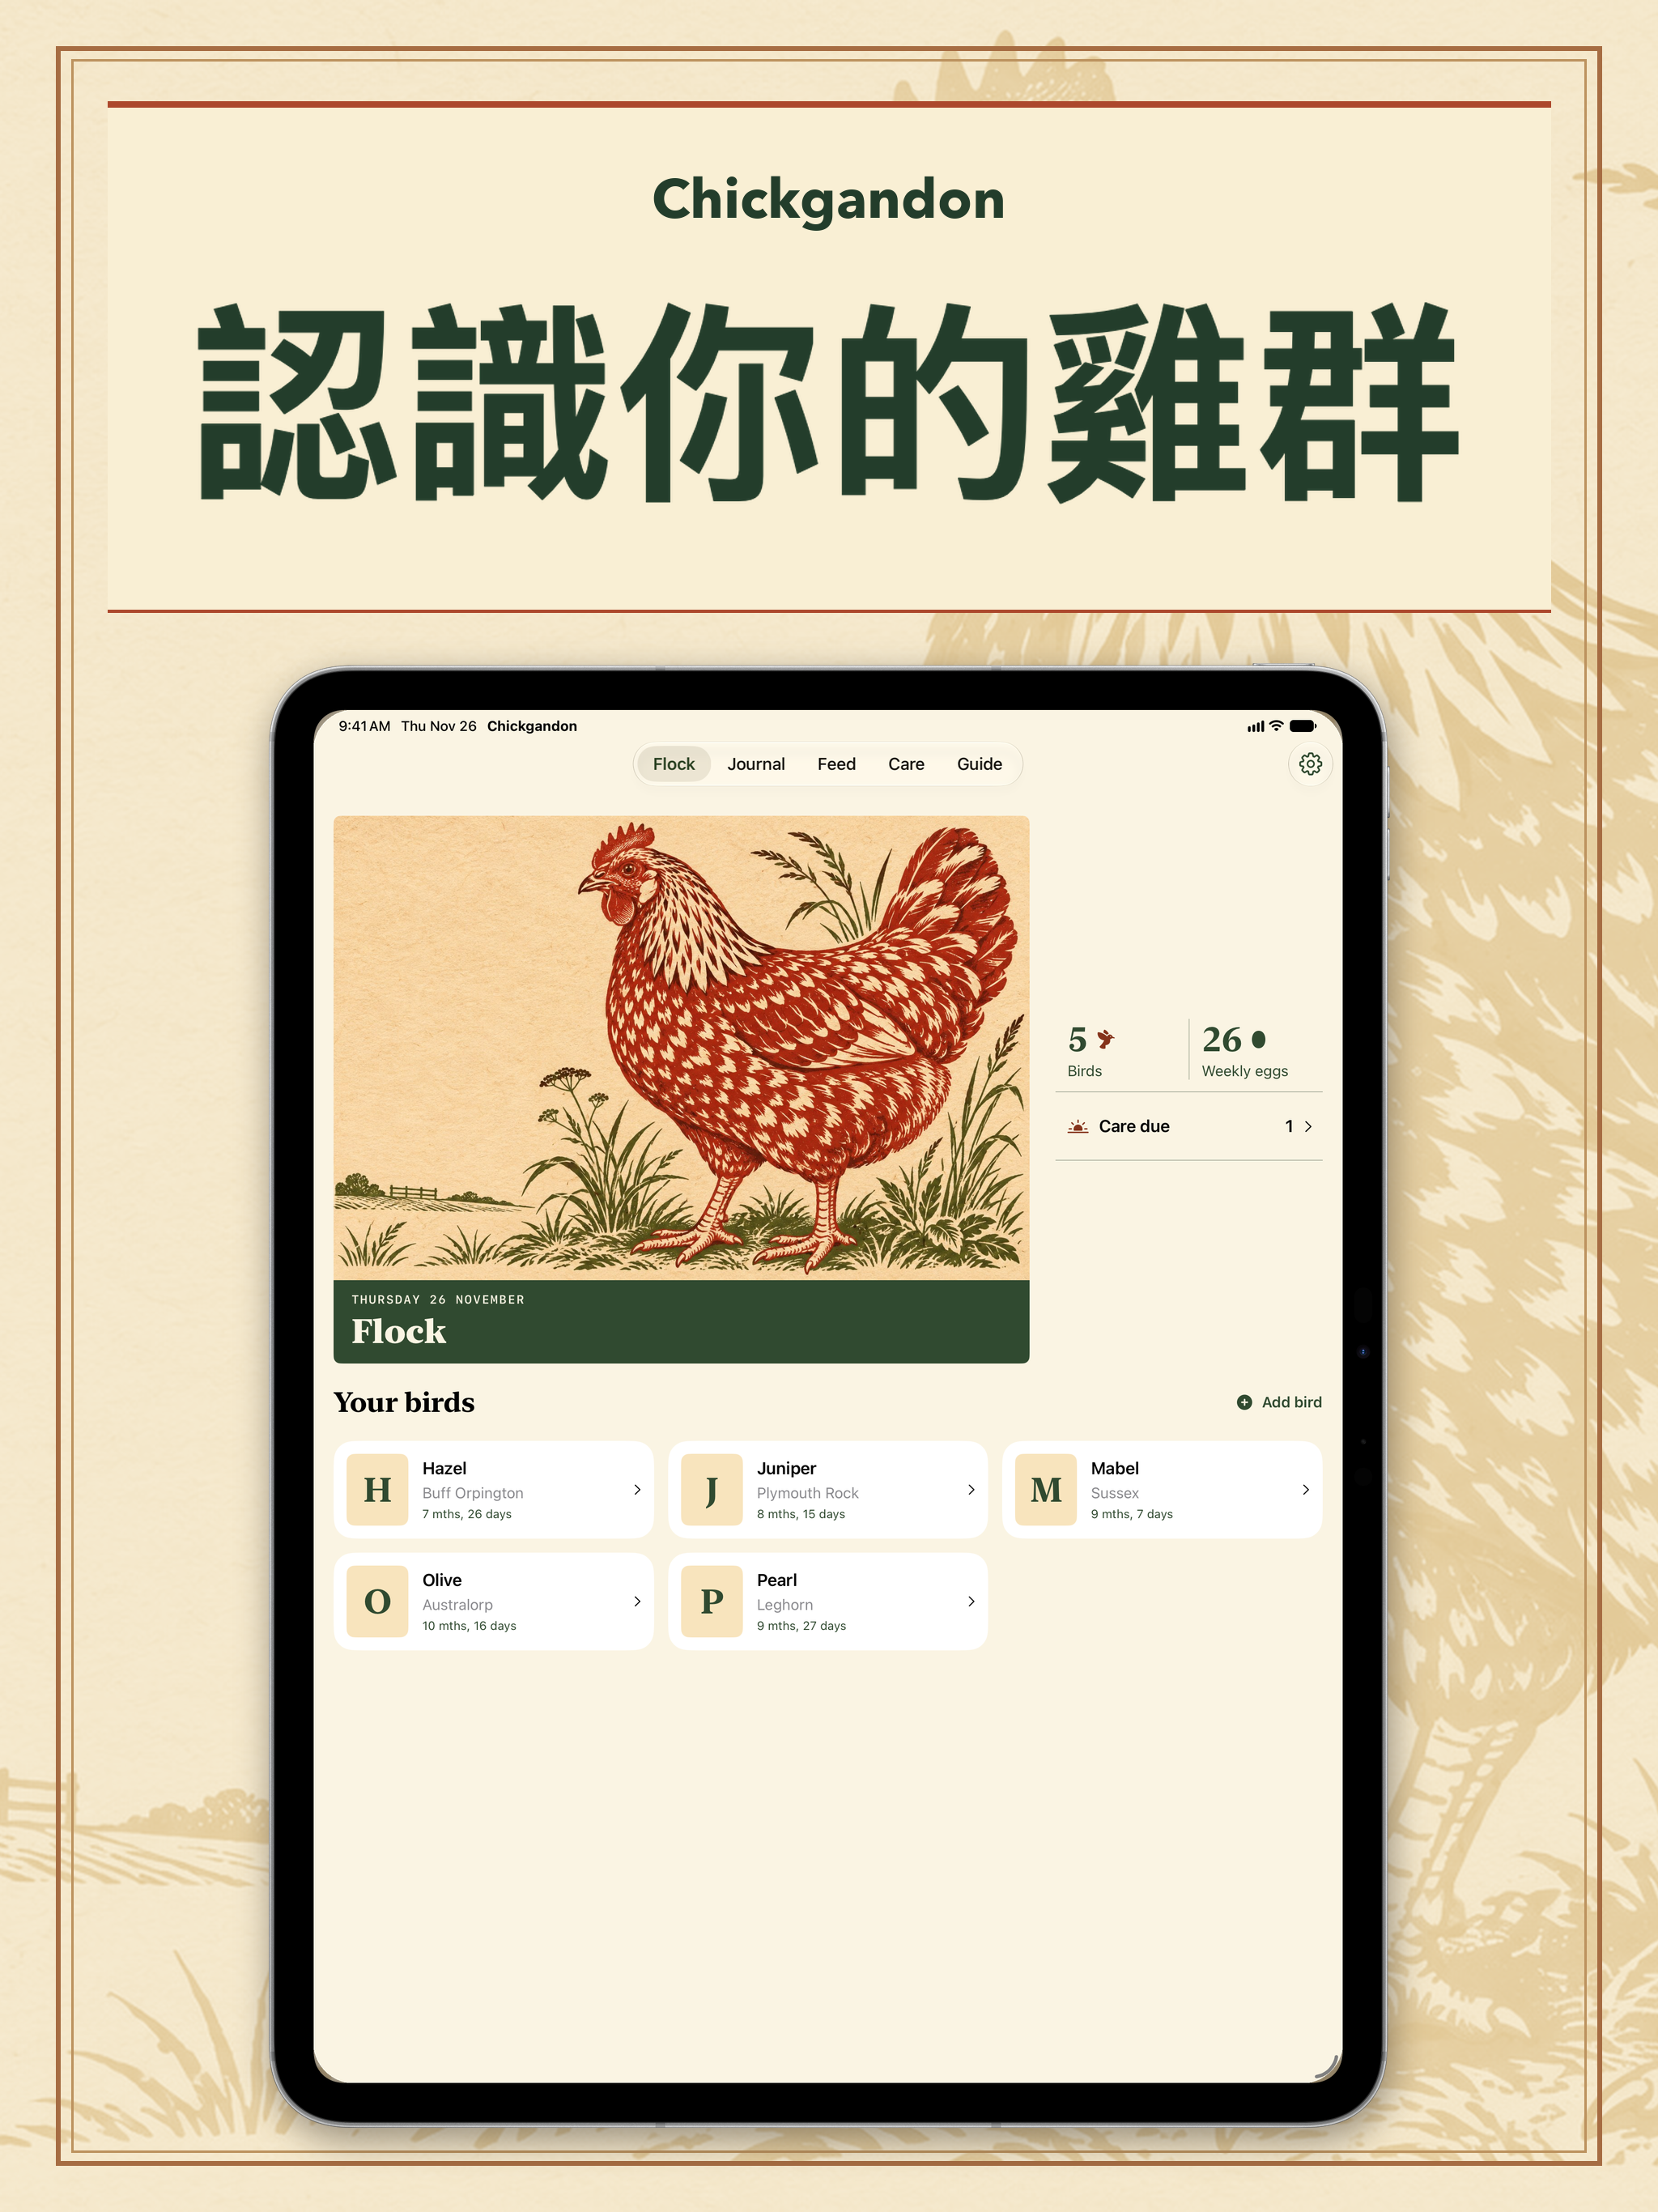 Chickgandon
認識你的雞群
9:41 AM Thu Nov 26 Chickgandon
Flock Journal Feed Care Guide
5
Birds
26
Weekly eggs
Care due 1
THURSDAY 26 NOVEMBER
Flock
Your birds
Add bird
H
Hazel
Buff Orpington
7 mths, 26 days
J
Juniper
Plymouth Rock
8 mths, 15 days
M
Mabel
Sussex
9 mths, 7 days
O
Olive
Australorp
10 mths, 16 days
P
Pearl
Leghorn
9 mths, 27 days